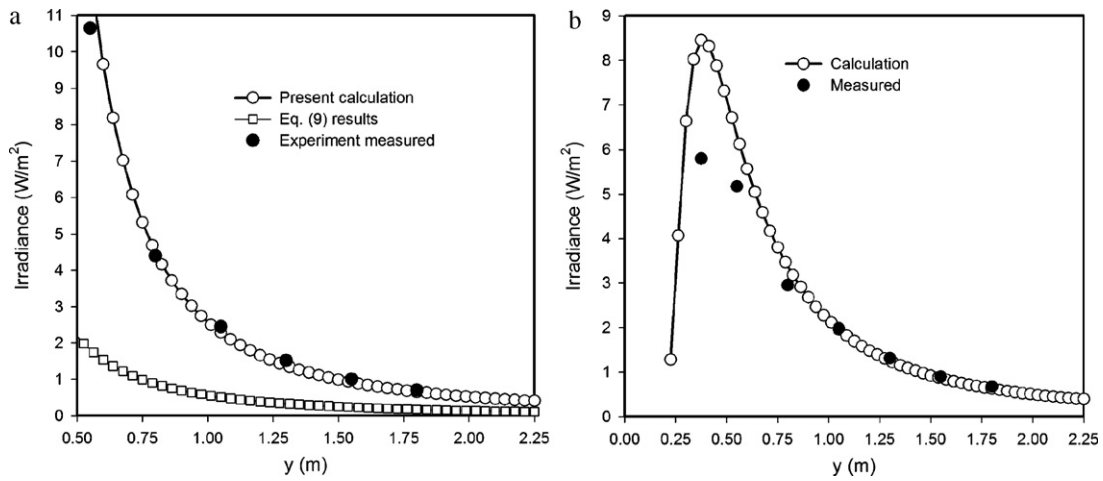 a
11
10
9
8
7
6
5
4
3
2
1
0
Irradiance (W/m²)
Present calculation
Eq. (9) results
Experiment measured
0.50 0.75 1.00 1.25 1.50 1.75 2.00 2.25
y (m)
b
9
8
7
6
5
4
3
2
1
0
Irradiance (W/m²)
Calculation
Measured
0.00 0.25 0.50 0.75 1.00 1.25 1.50 1.75 2.00 2.25
y (m)